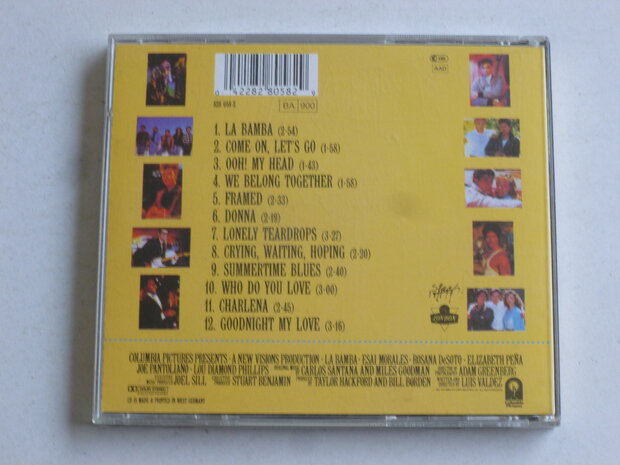 0 42282 80582 9
BA 900
AAD
1. LA BAMBA (2-54)
2. COME ON, LET'S GO (1-58)
3. OOH! MY HEAD (1-43)
4. WE BELONG TOGETHER (1-58)
5. FRAMED (2-33)
6. DONNA (2-19)
7. LONELY TEARDROPS (3-27)
8. CRYING, WAITING, HOPING (2-20)
9. SUMMERTIME BLUES (2-40)
10. WHO DO YOU LOVE (3-00)
11. CHARLENA (2-45)
12. GOODNIGHT MY LOVE (3-16)
Slash
LONDON
COLUMBIA PICTURES PRESENTS · A NEW VISIONS PRODUCTION · LA BAMBA · ESAI MORALES · ROSANA DeSOTO · ELIZABETH PEÑA
JOE PANTOLIANO · LOU DIAMOND PHILLIPS CARLOS SANTANA AND MILES GOODMAN ADAM GREENBERG
JOEL SILL STUART BENJAMIN TAYLOR HACKFORD AND BILL BORDEN LUIS VALDEZ
DOLBY STEREO
CD IS MADE & PRINTED IN WEST GERMANY
Columbia Pictures